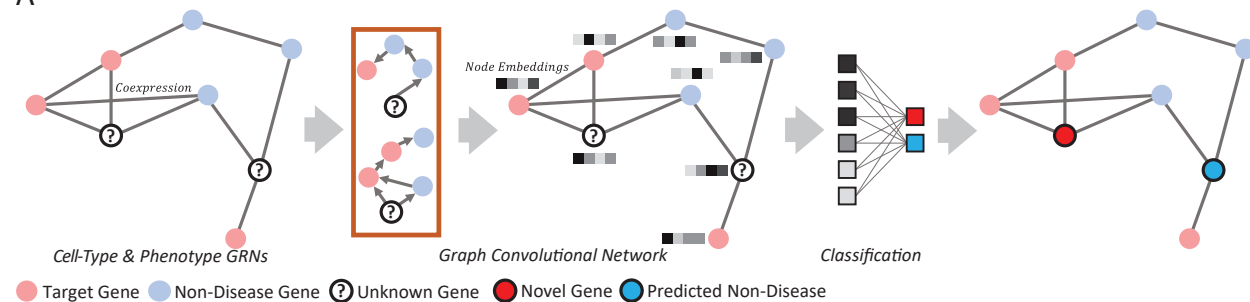 A
Coexpression
Node Embeddings
?
?
?
?
?
?
Cell-Type & Phenotype GRNs
Graph Convolutional Network
Classification
Target Gene
Non-Disease Gene
? Unknown Gene
Novel Gene
Predicted Non-Disease